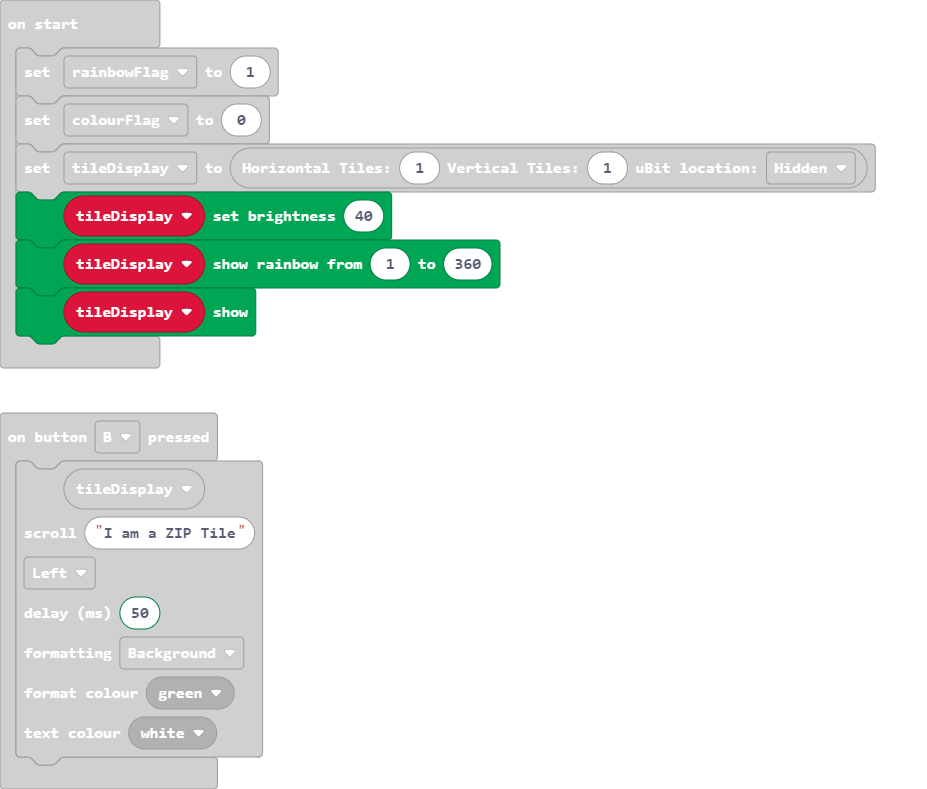 on start
set rainbowFlag to 1
set colourFlag to 0
set tileDisplay to Horizontal Tiles: 1 Vertical Tiles: 1 uBit location: Hidden
tileDisplay set brightness 40
tileDisplay show rainbow from 1 to 360
tileDisplay show
on button B pressed
tileDisplay
scroll "I am a ZIP Tile"
Left
delay (ms) 50
formatting Background
format colour green
text colour white